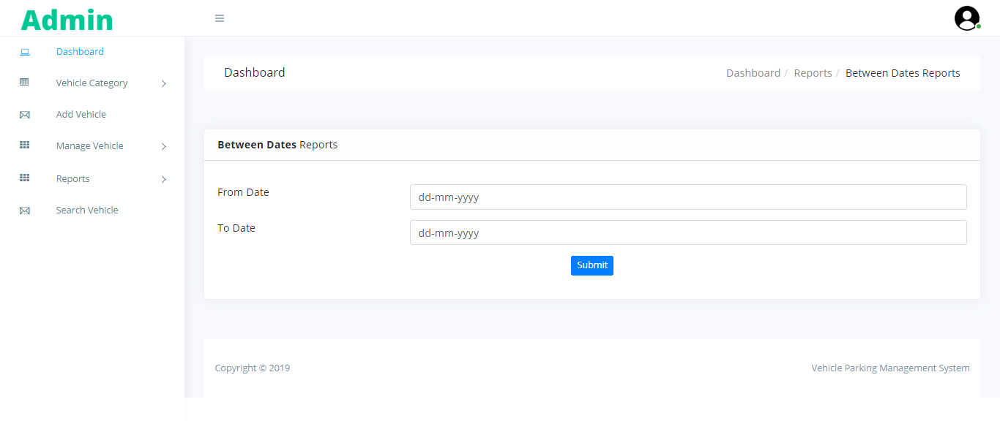 Admin
Dashboard
Vehicle Category
Add Vehicle
Manage Vehicle
Reports
Search Vehicle
Dashboard
Dashboard / Reports / Between Dates Reports
Between Dates Reports
From Date
dd-mm-yyyy
To Date
dd-mm-yyyy
Submit
Copyright © 2019
Vehicle Parking Management System